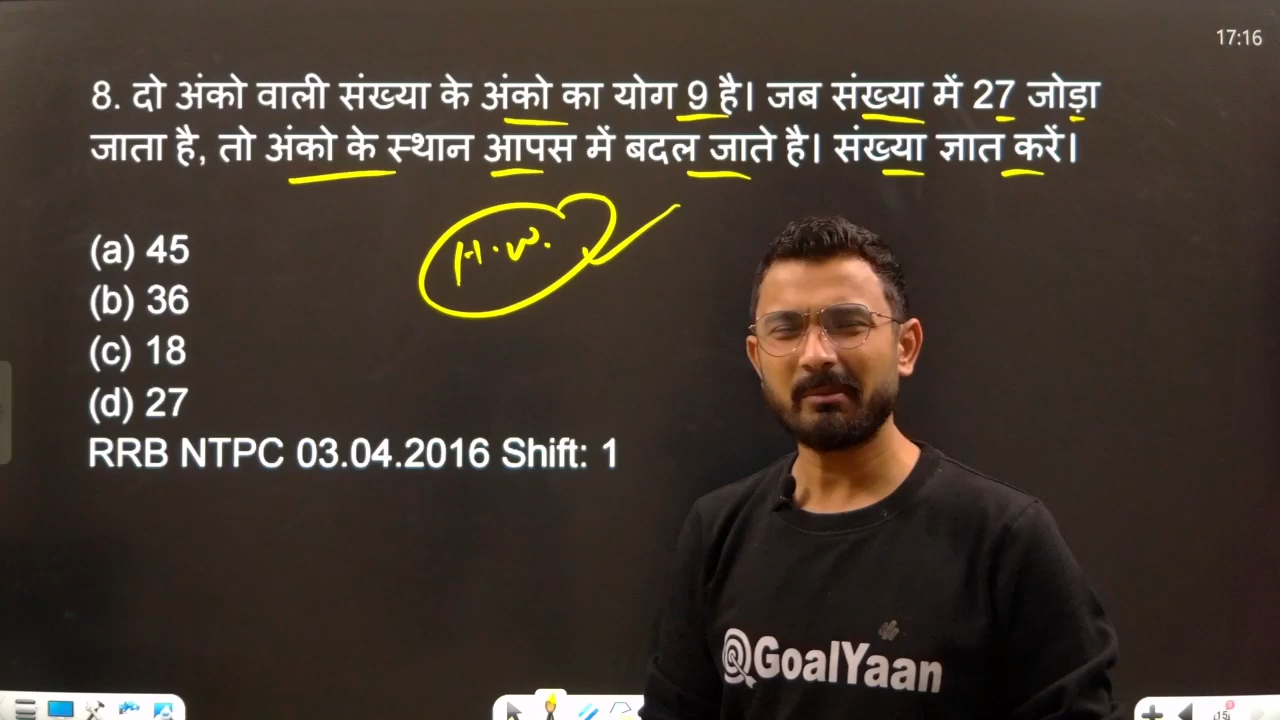 17:16
8. दो अंको वाली संख्या के अंको का योग 9 है। जब संख्या में 27 जोड़ा
जाता है, तो अंको के स्थान आपस में बदल जाते है। संख्या ज्ञात करें।
H.W.
(a) 45
(b) 36
(c) 18
(d) 27
RRB NTPC 03.04.2016 Shift: 1
GoalYaan
15